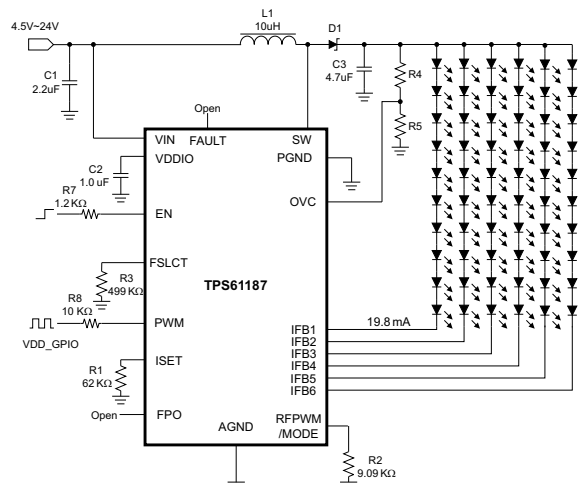 4.5V~24V
L1
10uH
D1
C1
2.2uF
C3
4.7uF
R4
R5
Open
VIN
FAULT
SW
VDDIO
PGND
C2
1.0 uF
R7
1.2 KΩ
EN
OVC
FSLCT
R3
499 KΩ
TPS61187
R8
10 KΩ
PWM
VDD_GPIO
ISET
R1
62 KΩ
19.8 mA
IFB1
IFB2
IFB3
IFB4
IFB5
IFB6
Open
FPO
AGND
RFPWM
/MODE
R2
9.09 KΩ